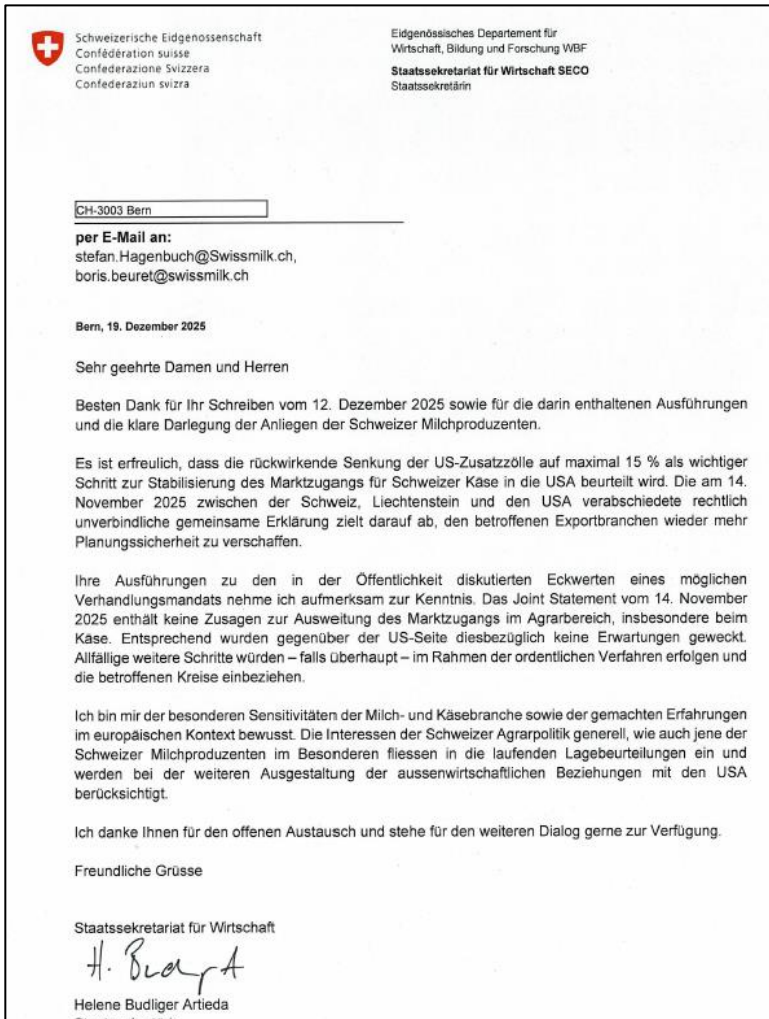 Schweizerische Eidgenossenschaft
Confédération suisse
Confederazione Svizzera
Confederaziun svizra
Eidgenössisches Departement für
Wirtschaft, Bildung und Forschung WBF
Staatssekretariat für Wirtschaft SECO
Staatssekretärin
CH-3003 Bern
per E-Mail an:
stefan.Hagenbuch@Swissmilk.ch,
boris.beuret@swissmilk.ch
Bern, 19. Dezember 2025
Sehr geehrte Damen und Herren
Besten Dank für Ihr Schreiben vom 12. Dezember 2025 sowie für die darin enthaltenen Ausführungen
und die klare Darlegung der Anliegen der Schweizer Milchproduzenten.
Es ist erfreulich, dass die rückwirkende Senkung der US-Zusatzzölle auf maximal 15 % als wichtiger
Schritt zur Stabilisierung des Marktzugangs für Schweizer Käse in die USA beurteilt wird. Die am 14.
November 2025 zwischen der Schweiz, Liechtenstein und den USA verabschiedete rechtlich
unverbindliche gemeinsame Erklärung zielt darauf ab, den betroffenen Exportbranchen wieder mehr
Planungssicherheit zu verschaffen.
Ihre Ausführungen zu den in der Öffentlichkeit diskutierten Eckwerten eines möglichen
Verhandlungsmandats nehme ich aufmerksam zur Kenntnis. Das Joint Statement vom 14. November
2025 enthält keine Zusagen zur Ausweitung des Marktzugangs im Agrarbereich, insbesondere beim
Käse. Entsprechend wurden gegenüber der US-Seite diesbezüglich keine Erwartungen geweckt.
Allfällige weitere Schritte würden – falls überhaupt – im Rahmen der ordentlichen Verfahren erfolgen und
die betroffenen Kreise einbeziehen.
Ich bin mir der besonderen Sensitivitäten der Milch- und Käsebranche sowie der gemachten Erfahrungen
im europäischen Kontext bewusst. Die Interessen der Schweizer Agrarpolitik generell, wie auch jene der
Schweizer Milchproduzenten im Besonderen fliessen in die laufenden Lagebeurteilungen ein und
werden bei der weiteren Ausgestaltung der aussenwirtschaftlichen Beziehungen mit den USA
berücksichtigt.
Ich danke Ihnen für den offenen Austausch und stehe für den weiteren Dialog gerne zur Verfügung.
Freundliche Grüsse
Staatssekretariat für Wirtschaft
Helene Budliger Artieda